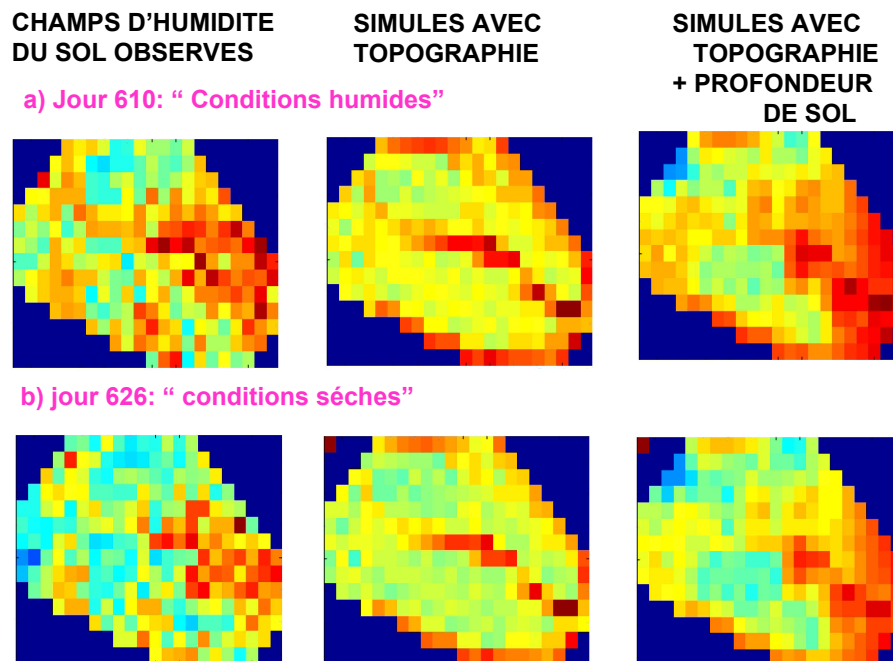 CHAMPS D'HUMIDITE
DU SOL OBSERVES
SIMULES AVEC
TOPOGRAPHIE
SIMULES AVEC
TOPOGRAPHIE
+ PROFONDEUR
DE SOL
a) Jour 610: “ Conditions humides”
b) jour 626: “ conditions séches”